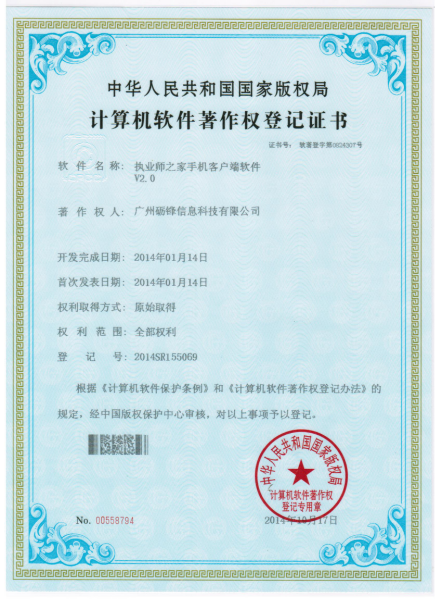 中华人民共和国国家版权局
计算机软件著作权登记证书
证书号： 软著登字第0824307号
软件名称： 执业师之家手机客户端软件
V2.0
著作权人： 广州砺锋信息科技有限公司
开发完成日期： 2014年01月14日
首次发表日期： 2014年01月14日
权利取得方式： 原始取得
权利范围： 全部权利
登记号： 2014SR155069
根据《计算机软件保护条例》和《计算机软件著作权登记办法》的
规定，经中国版权保护中心审核，对以上事项予以登记。
中华人民共和国国家版权局
计算机软件著作权
登记专用章
No. 00558794
2014年10月17日